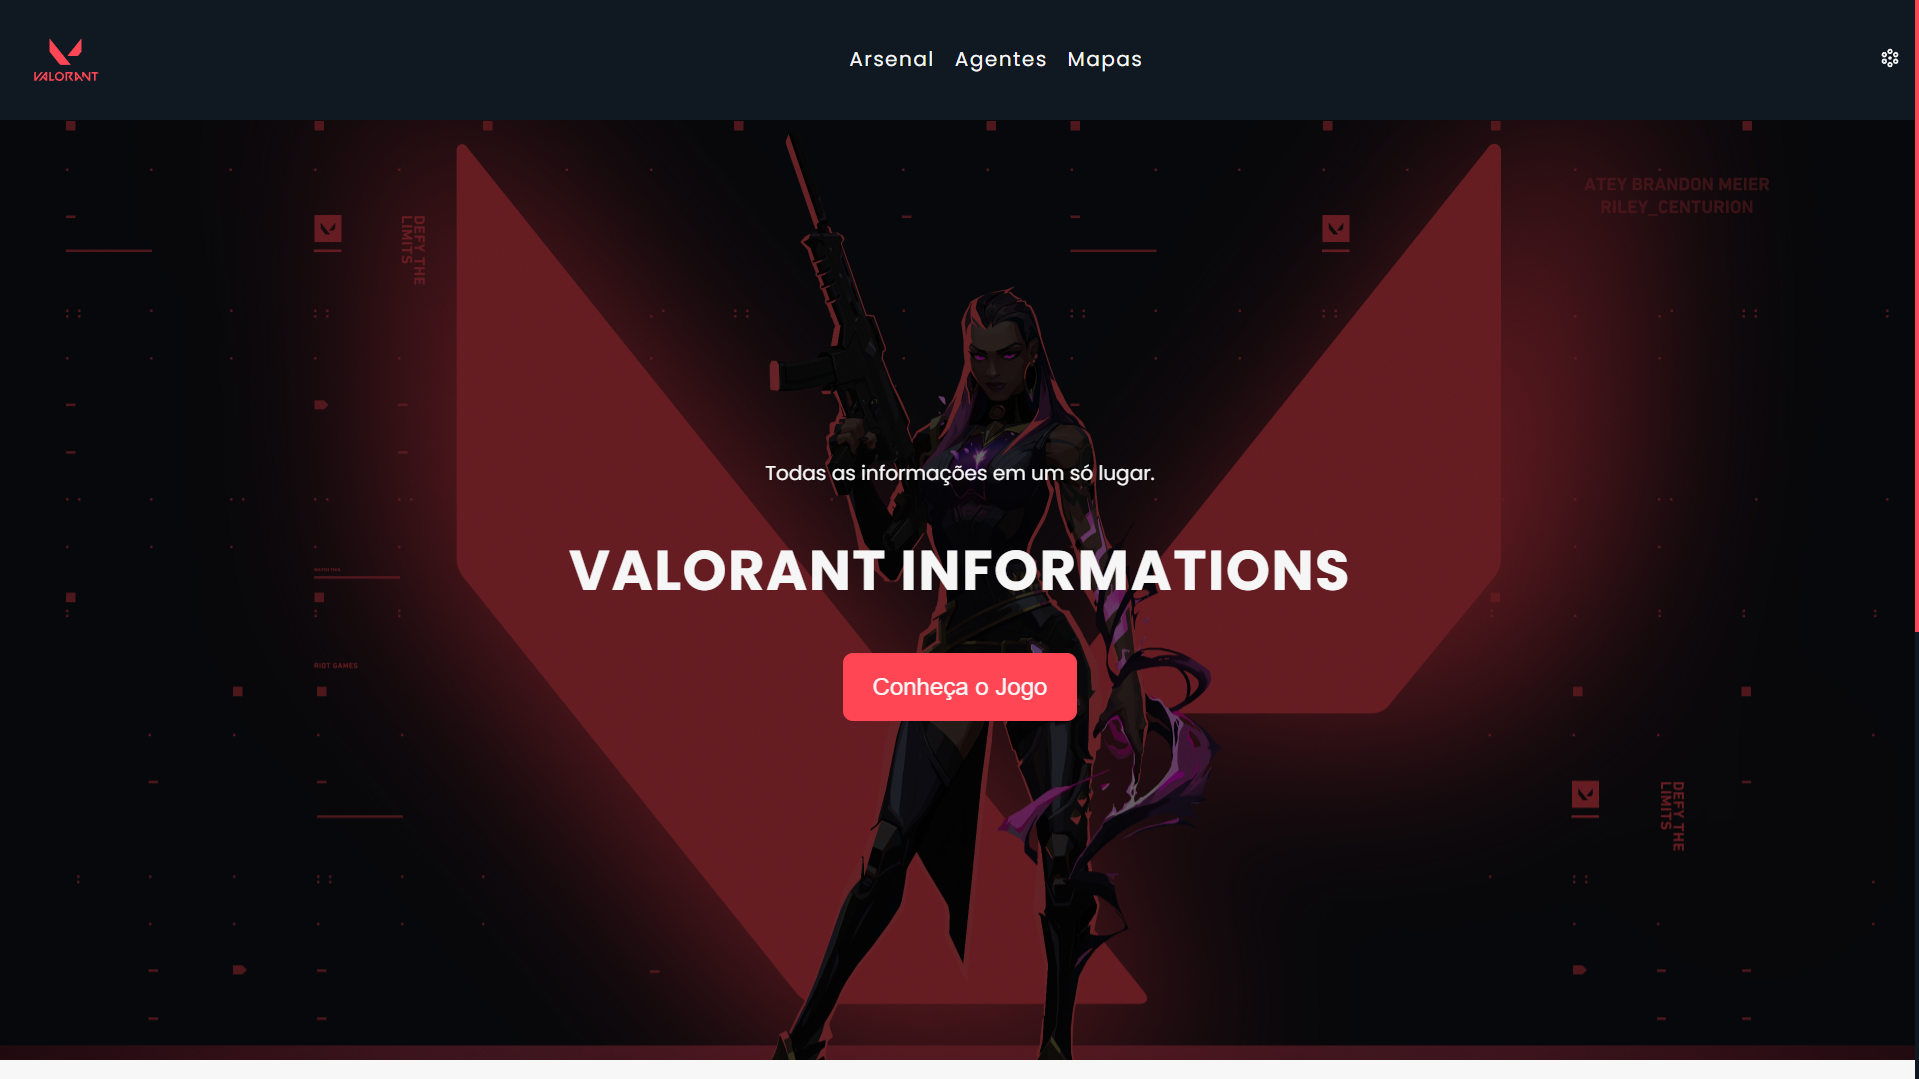 VALORANT
Arsenal Agentes Mapas
ATEY BRANDON MEIER
RILEY_CENTURION
DEFY THE
LIMITS
Todas as informações em um só lugar.
VALORANT INFORMATIONS
RIOT GAMES
Conheça o Jogo
DEFY THE
LIMITS